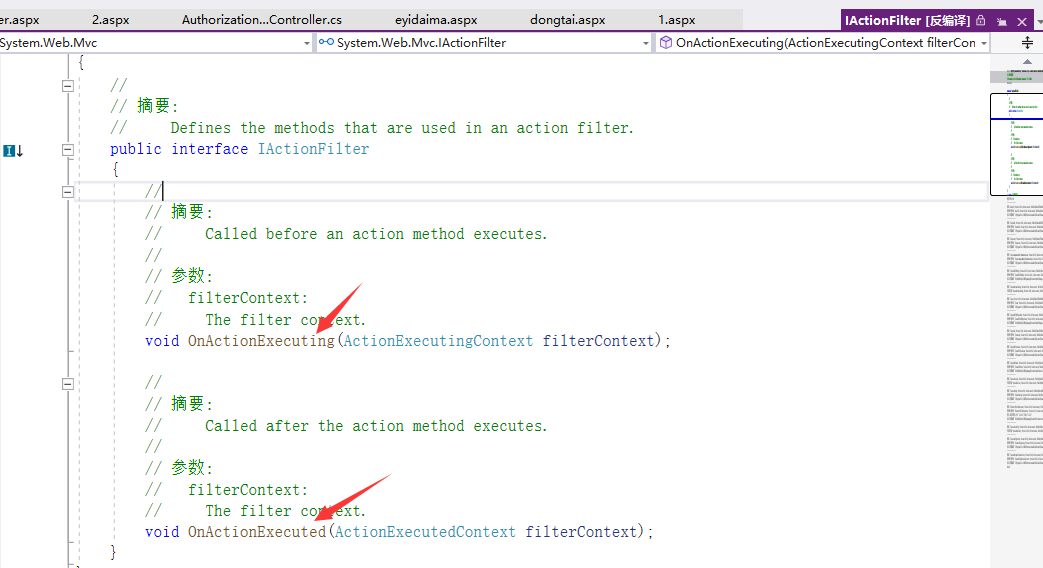 er.aspx 2.aspx Authorization...Controller.cs eyidaima.aspx dongtai.aspx 1.aspx IActionFilter [反编译]
System.Web.Mvc System.Web.Mvc.IActionFilter OnActionExecuting(ActionExecutingContext filterCon
{
//
// 摘要:
// Defines the methods that are used in an action filter.
public interface IActionFilter
{
//
// 摘要:
// Called before an action method executes.
//
// 参数:
// filterContext:
// The filter context.
void OnActionExecuting(ActionExecutingContext filterContext);
//
// 摘要:
// Called after the action method executes.
//
// 参数:
// filterContext:
// The filter context.
void OnActionExecuted(ActionExecutedContext filterContext);
}